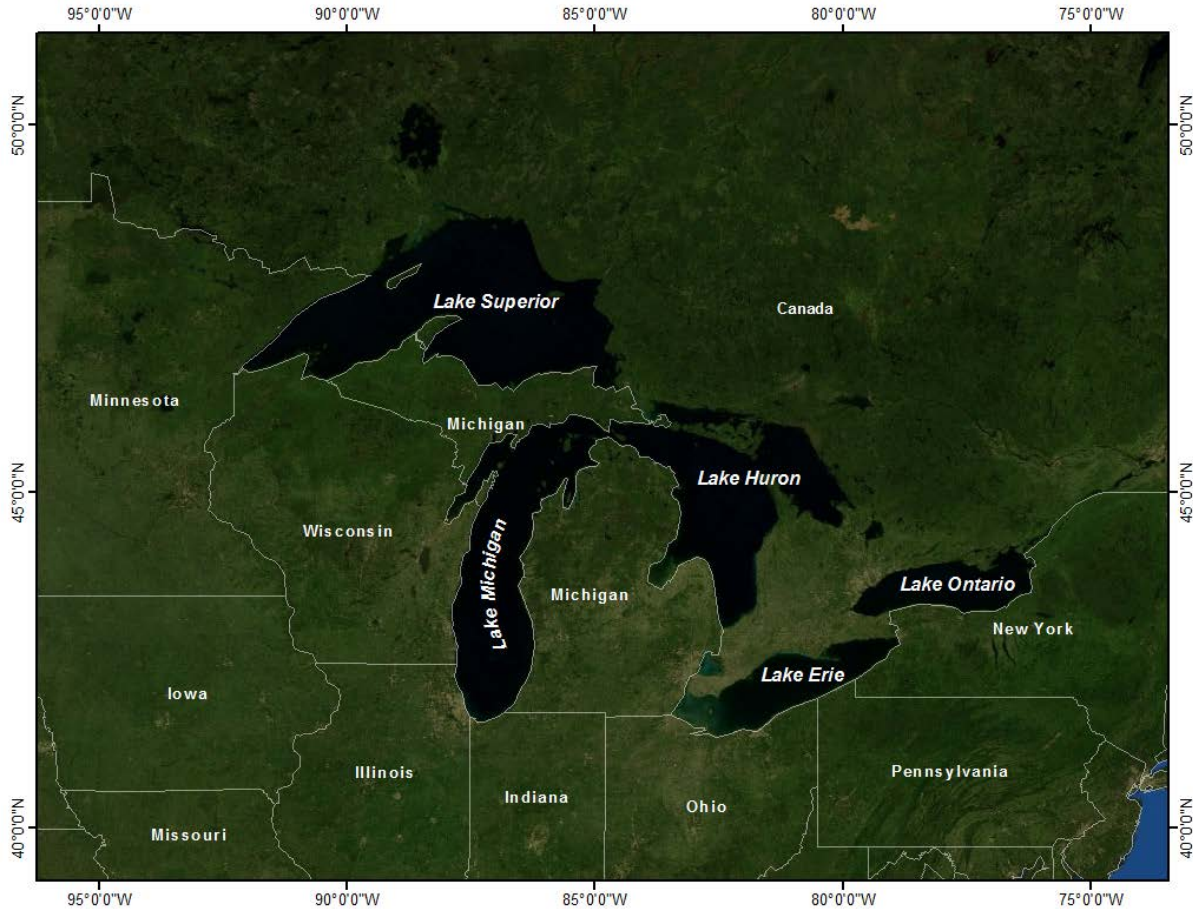 95°0'0"W 90°0'0"W 85°0'0"W 80°0'0"W 75°0'0"W
50°0'0"N
50°0'0"N
Lake Superior
Canada
Minnesota
Michigan
Lake Huron
45°0'0"N
45°0'0"N
Wisconsin
Lake Michigan
Michigan
Lake Ontario
New York
Lake Erie
Iowa
Illinois
Pennsylvania
Indiana
Ohio
Missouri
40°0'0"N
40°0'0"N
95°0'0"W 90°0'0"W 85°0'0"W 80°0'0"W 75°0'0"W